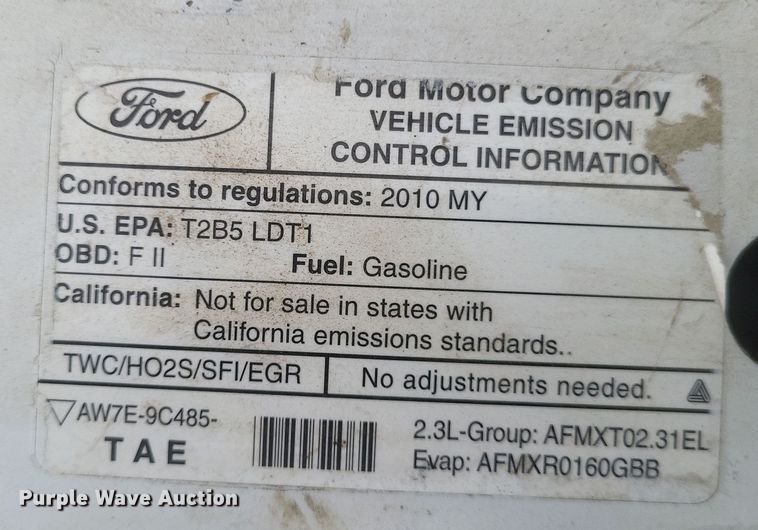 Ford
Ford Motor Company
VEHICLE EMISSION
CONTROL INFORMATION
Conforms to regulations: 2010 MY
U.S. EPA: T2B5 LDT1
OBD: F II Fuel: Gasoline
California: Not for sale in states with
California emissions standards..
TWC/HO2S/SFI/EGR No adjustments needed.
AW7E-9C485-
TAE
2.3L-Group: AFMXT02.31EL
Evap: AFMXR0160GBB
Purple Wave Auction